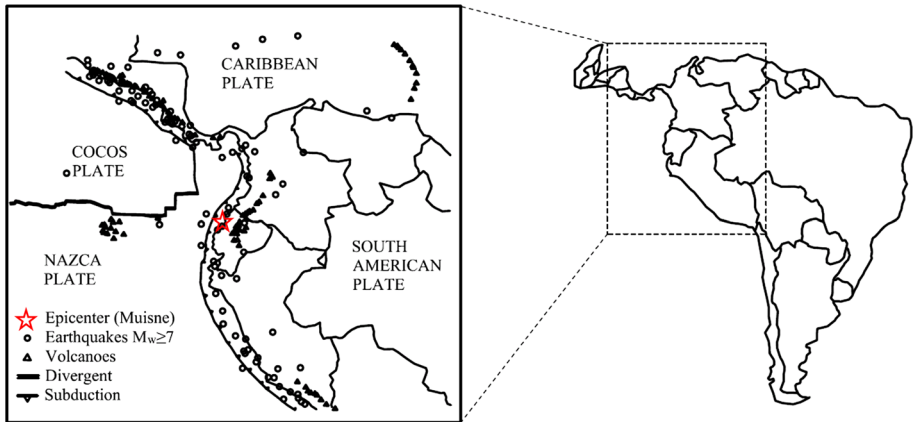 CARIBBEAN
PLATE
COCOS
PLATE
NAZCA
PLATE
SOUTH
AMERICAN
PLATE
Epicenter (Muisne)
Earthquakes Mw≥7
Volcanoes
Divergent
Subduction